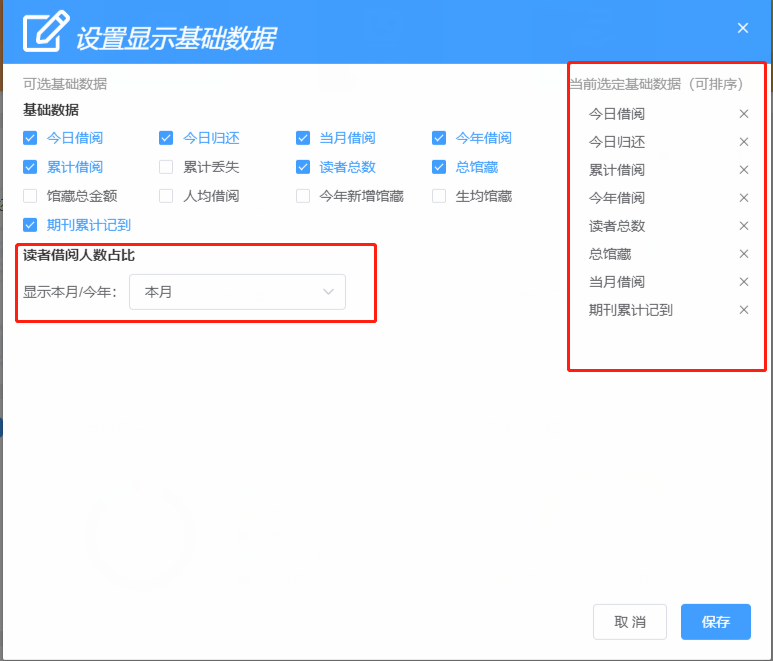 设置显示基础数据
可选基础数据
基础数据
今日借阅 今日归还 当月借阅 今年借阅
累计借阅 累计丢失 读者总数 总馆藏
馆藏总金额 人均借阅 今年新增馆藏 生均馆藏
期刊累计记到
读者借阅人数占比
显示本月/今年： 本月
当前选定基础数据（可排序）
今日借阅
今日归还
累计借阅
今年借阅
读者总数
总馆藏
当月借阅
期刊累计记到
取消 保存